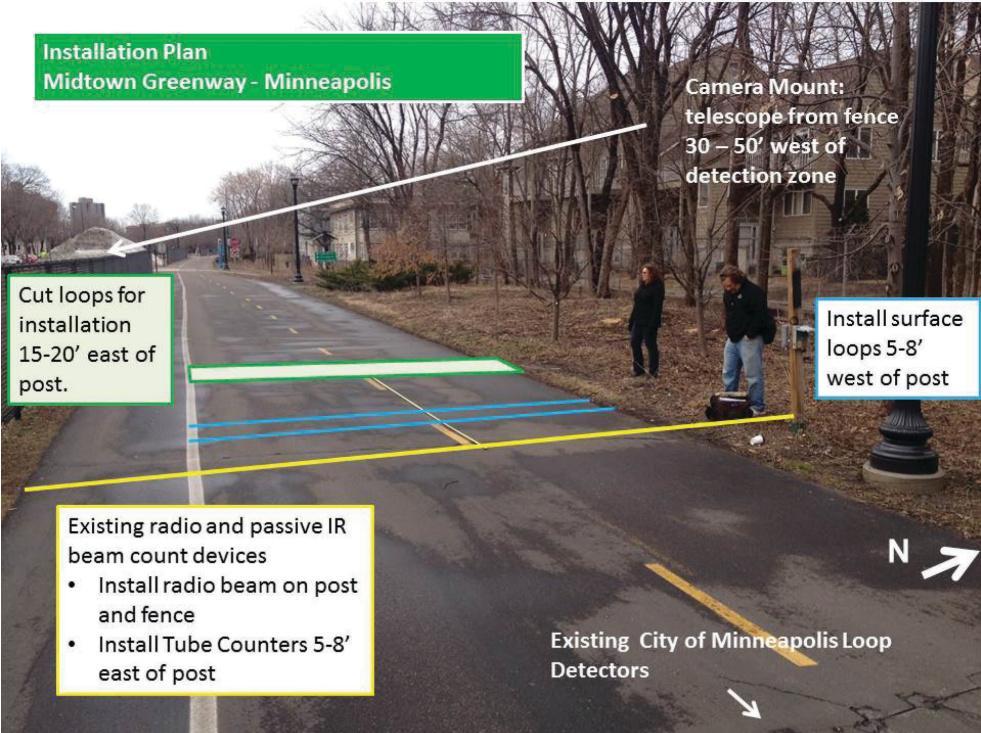 Installation Plan
Midtown Greenway - Minneapolis
Camera Mount:
telescope from fence
30 – 50’ west of
detection zone
Cut loops for
installation
15-20’ east of
post.
Install surface
loops 5-8’
west of post
Existing radio and passive IR
beam count devices
• Install radio beam on post
and fence
• Install Tube Counters 5-8’
east of post
N
Existing City of Minneapolis Loop
Detectors